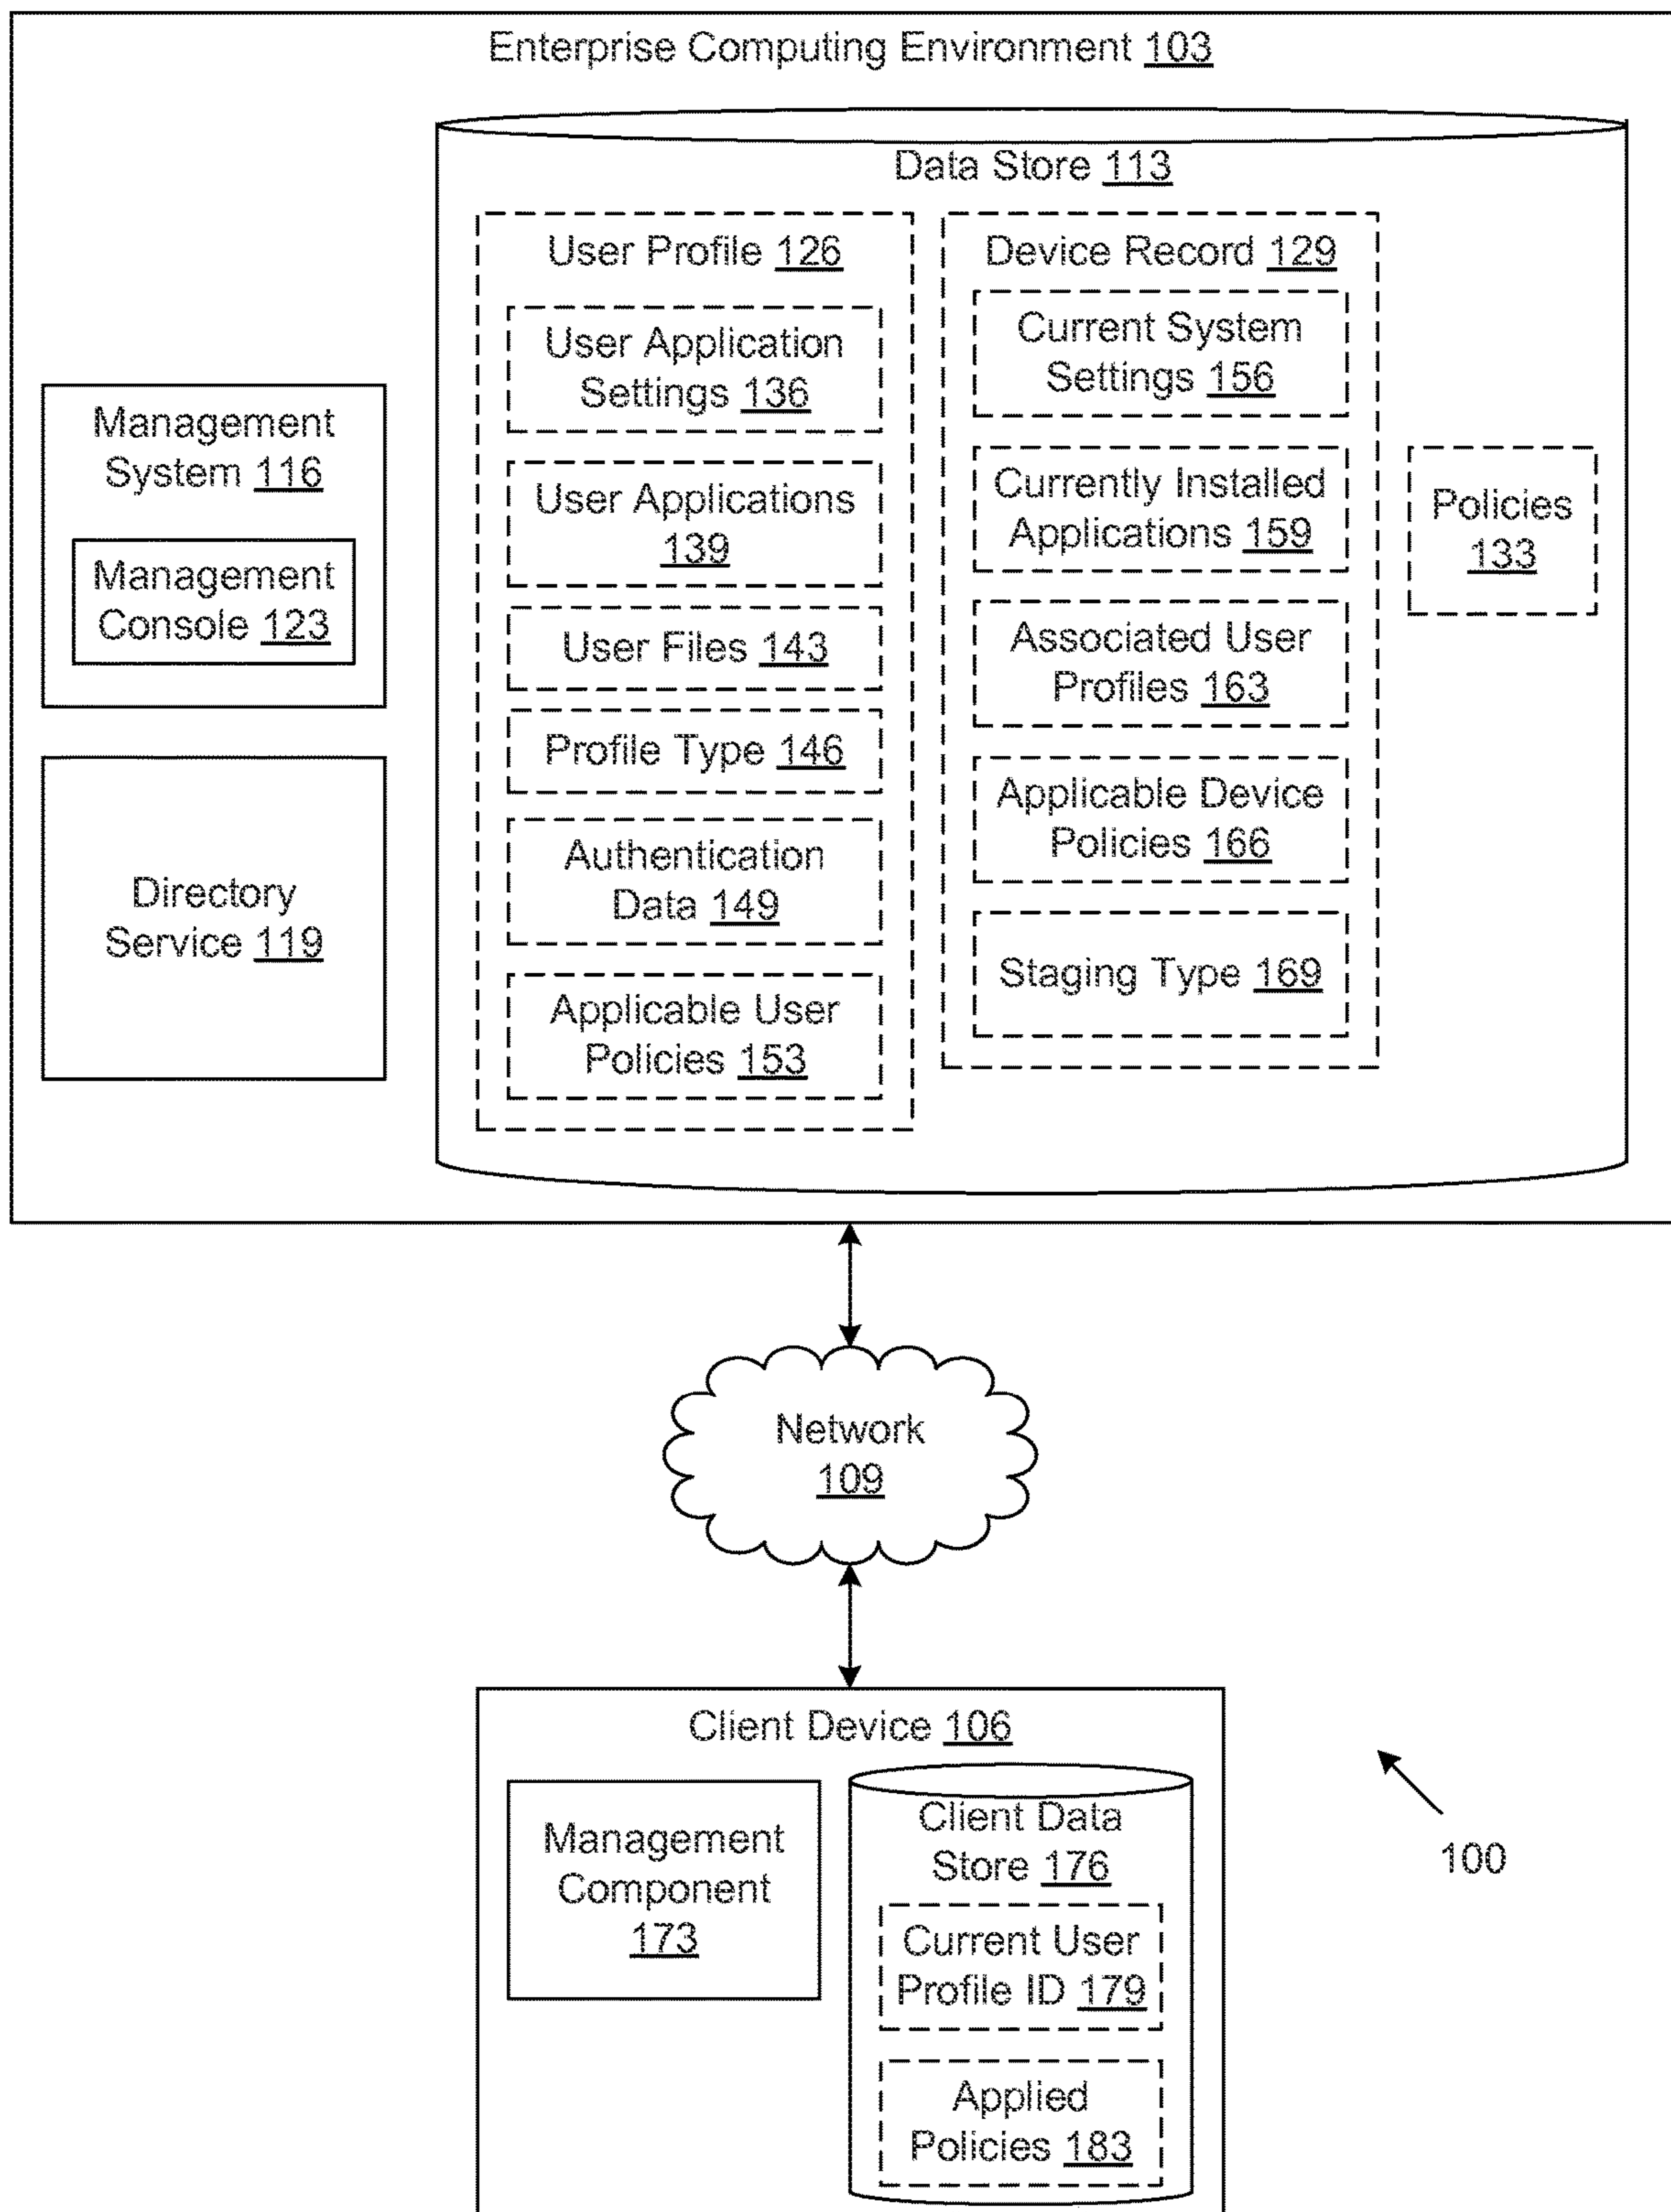 Enterprise Computing Environment 103
Data Store 113
Management
System 116
Management
Console 123
Directory
Service 119
User Profile 126
User Application
Settings 136
User Applications
139
User Files 143
Profile Type 146
Authentication
Data 149
Applicable User
Policies 153
Device Record 129
Current System
Settings 156
Currently Installed
Applications 159
Associated User
Profiles 163
Applicable Device
Policies 166
Staging Type 169
Policies
133
Network
109
Client Device 106
Management
Component
173
Client Data
Store 176
Current User
Profile ID 179
Applied
Policies 183
100